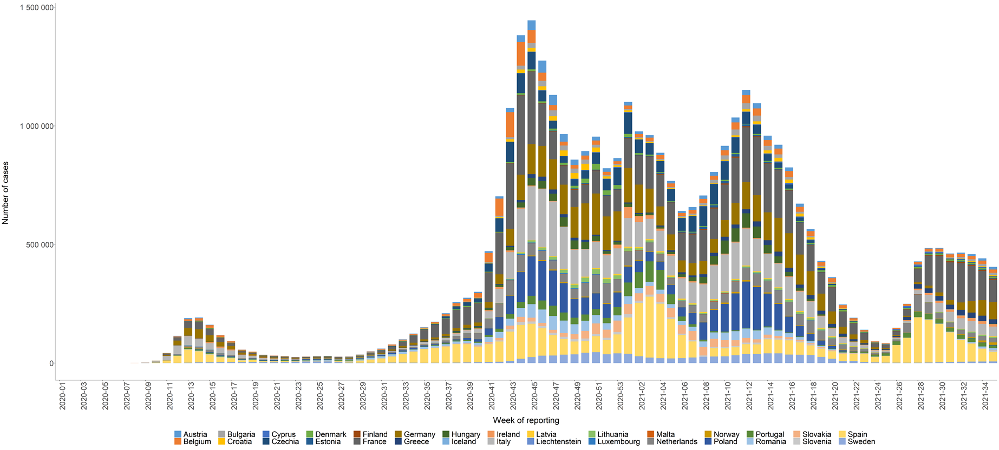 1 500 000
1 000 000
500 000
0
Number of cases
2020-01 2020-03 2020-05 2020-07 2020-09 2020-11 2020-13 2020-15 2020-17 2020-19 2020-21 2020-23 2020-25 2020-27 2020-29 2020-31 2020-33 2020-35 2020-37 2020-39 2020-41 2020-43 2020-45 2020-47 2020-49 2020-51 2020-53 2021-02 2021-04 2021-06 2021-08 2021-10 2021-12 2021-14 2021-16 2021-18 2021-20 2021-22 2021-24 2021-26 2021-28 2021-30 2021-32 2021-34
Week of reporting
Austria Bulgaria Cyprus Denmark Finland Germany Hungary Ireland Latvia Lithuania Malta Norway Portugal Slovakia Spain
Belgium Croatia Czechia Estonia France Greece Iceland Italy Liechtenstein Luxembourg Netherlands Poland Romania Slovenia Sweden